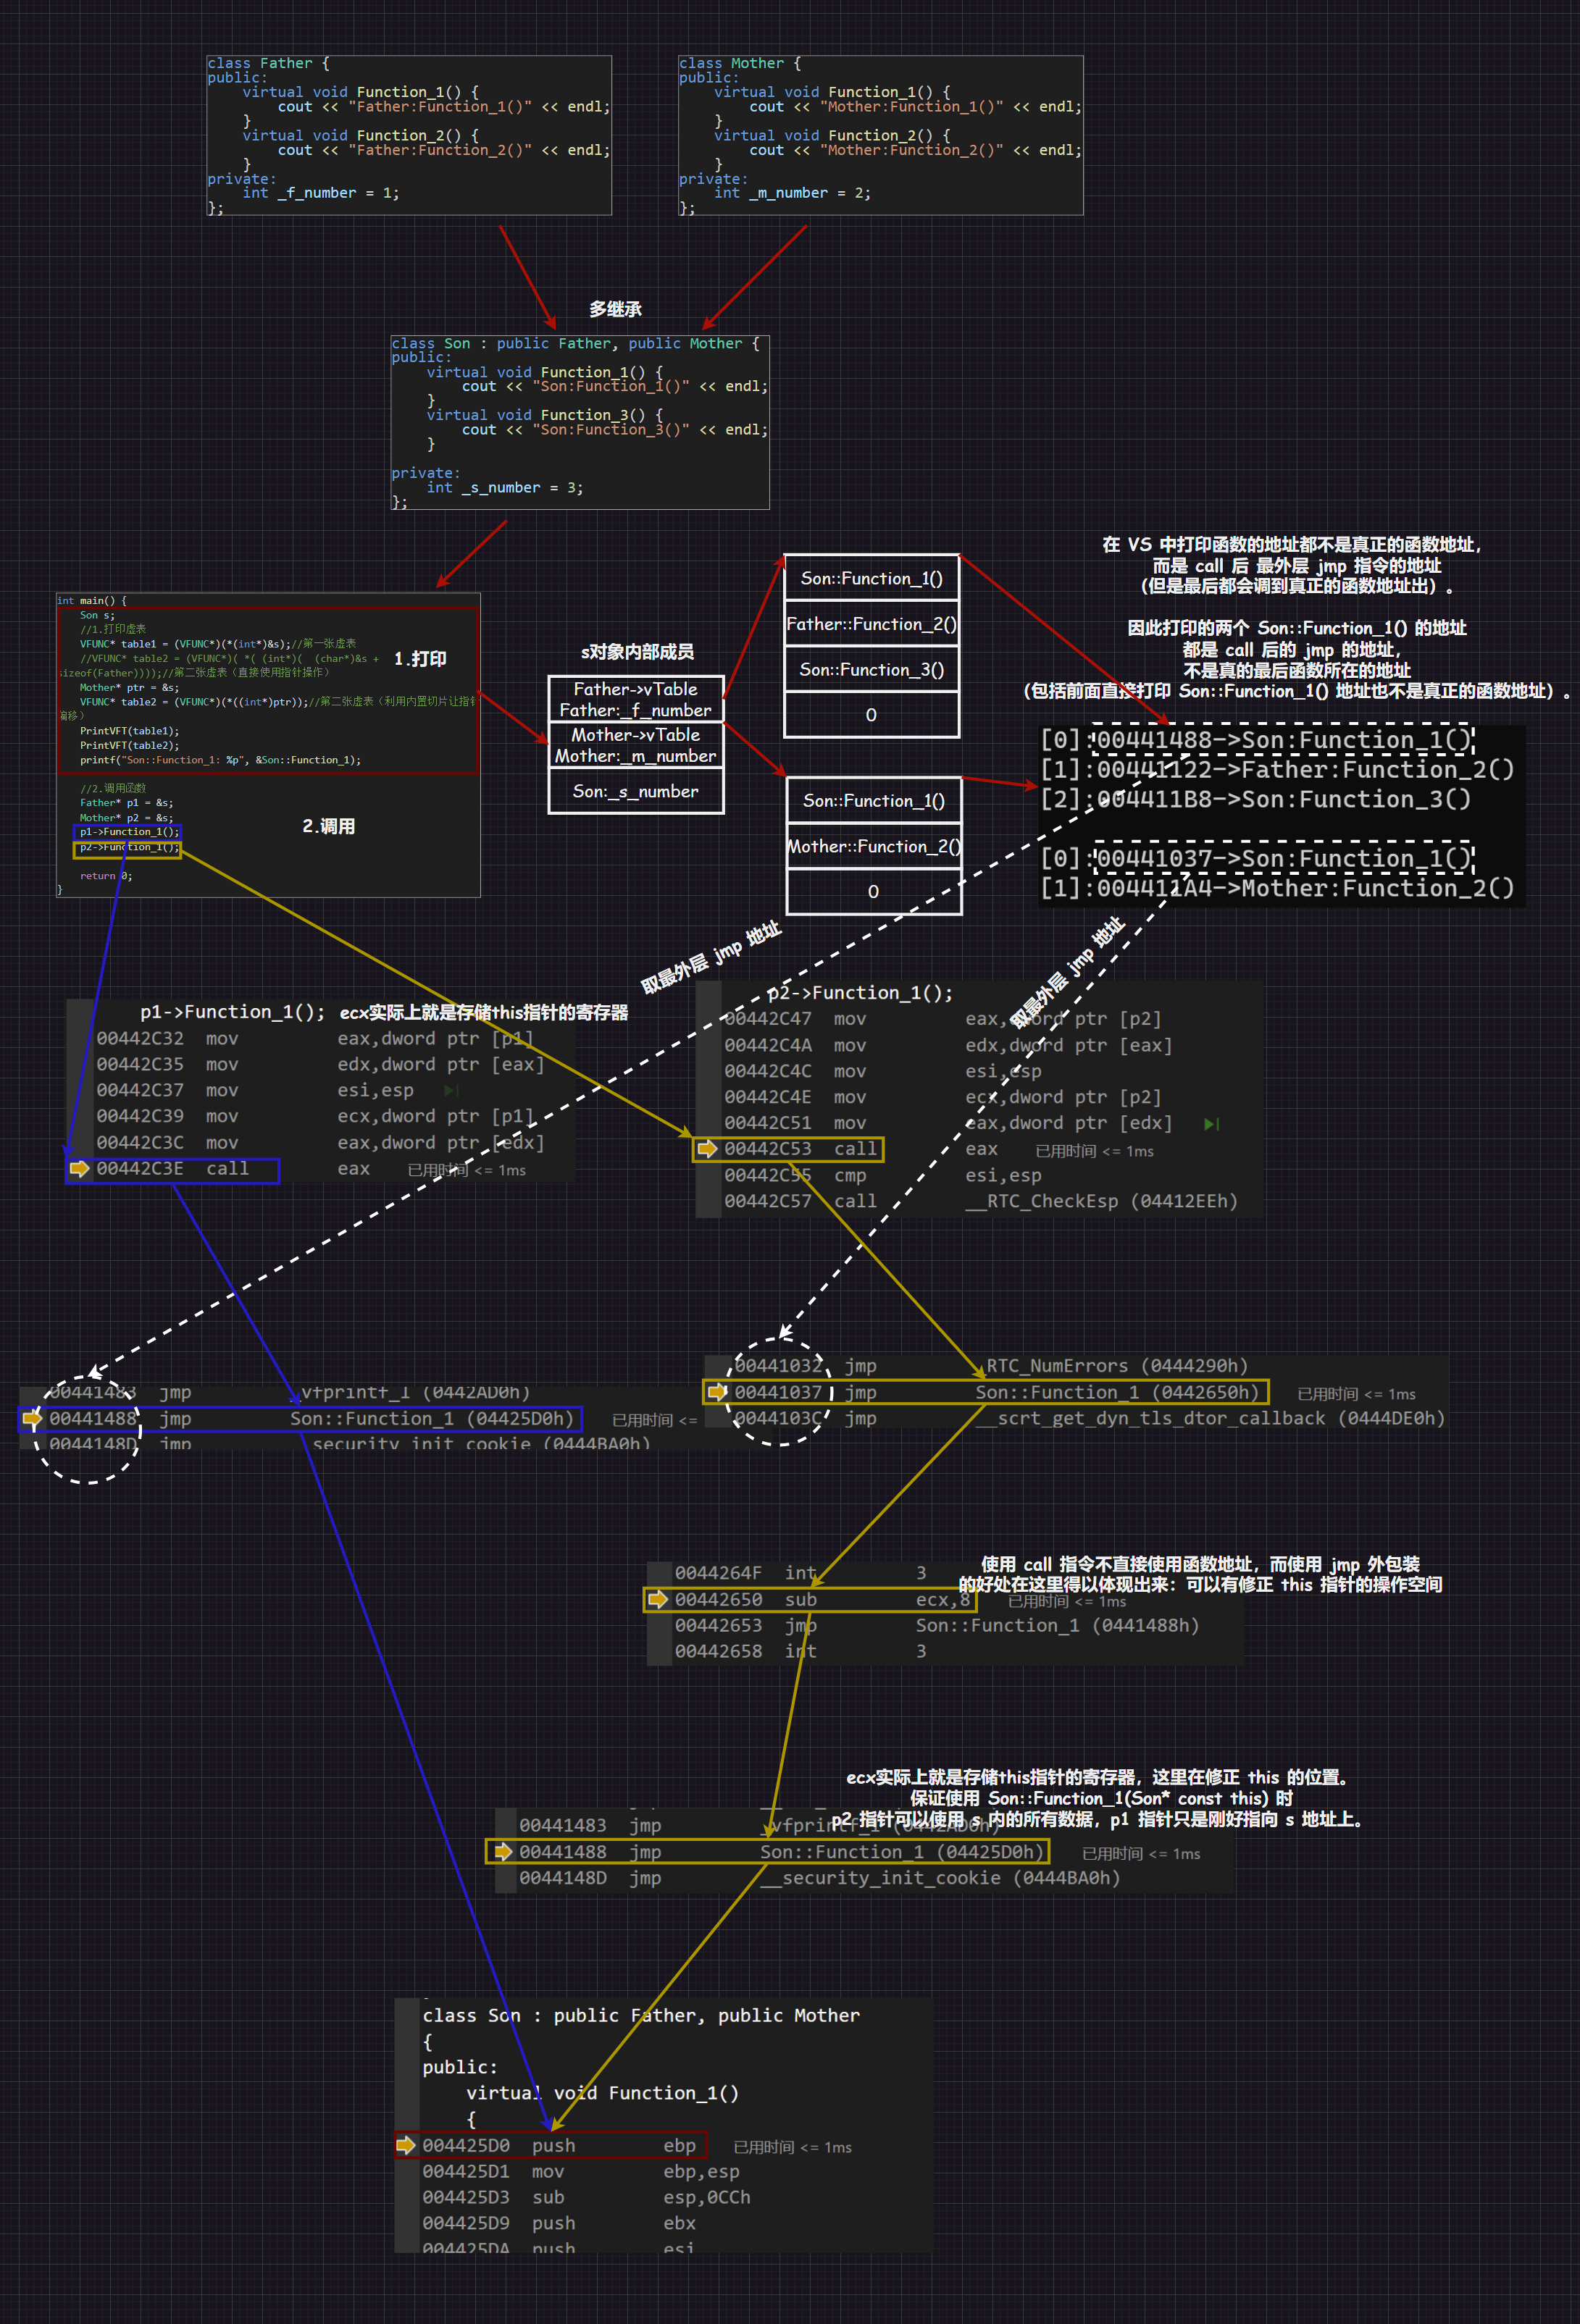 class Father {
public:
    virtual void Function_1() {
        cout << "Father:Function_1()" << endl;
    }
    virtual void Function_2() {
        cout << "Father:Function_2()" << endl;
    }
private:
    int _f_number = 1;
};
class Mother {
public:
    virtual void Function_1() {
        cout << "Mother:Function_1()" << endl;
    }
    virtual void Function_2() {
        cout << "Mother:Function_2()" << endl;
    }
private:
    int _m_number = 2;
};
多继承
class Son : public Father, public Mother {
public:
    virtual void Function_1() {
        cout << "Son:Function_1()" << endl;
    }
    virtual void Function_3() {
        cout << "Son:Function_3()" << endl;
    }
private:
    int _s_number = 3;
};
int main() {
    Son s;
    //1.打印虚表
    VFUNC* table1 = (VFUNC*)(*(int*)&s);//第一张虚表
    //VFUNC* table2 = (VFUNC*)( *( (int*)(  (char*)&s +
sizeof(Father))));//第二张虚表（直接使用指针操作）
    Mother* ptr = &s;
    VFUNC* table2 = (VFUNC*)(*((int*)ptr));//第二张虚表（利用内置切片让指针
偏移）
    PrintVFT(table1);
    PrintVFT(table2);
    printf("Son::Function_1: %p", &Son::Function_1);
    //2.调用函数
    Father* p1 = &s;
    Mother* p2 = &s;
    p1->Function_1();
    p2->Function_1();
    return 0;
}
1.打印
2.调用
s对象内部成员
Father->vTable
Father:_f_number
Mother->vTable
Mother:_m_number
Son:_s_number
Son::Function_1()
Father::Function_2()
Son::Function_3()
0
Son::Function_1()
Mother::Function_2()
0
在 VS 中打印函数的地址都不是真正的函数地址，
而是 call 后 最外层 jmp 指令的地址
（但是最后都会调到真正的函数地址出）。
因此打印的两个 Son::Function_1() 的地址
都是 call 后的 jmp 的地址，
不是真的最后函数所在的地址
（包括前面直接打印 Son::Function_1() 地址也不是真正的函数地址）。
[0]:00441488->Son:Function_1()
[1]:00441122->Father:Function_2()
[2]:004411B8->Son:Function_3()
[0]:00441037->Son:Function_1()
[1]:004411A4->Mother:Function_2()
取最外层 jmp 地址
取最外层 jmp 地址
p1->Function_1(); ecx实际上就是存储this指针的寄存器
00442C32 mov eax,dword ptr [p1]
00442C35 mov edx,dword ptr [eax]
00442C37 mov esi,esp
00442C39 mov ecx,dword ptr [p1]
00442C3C mov eax,dword ptr [edx]
00442C3E call eax 已用时间 <= 1ms
p2->Function_1();
00442C47 mov eax,dword ptr [p2]
00442C4A mov edx,dword ptr [eax]
00442C4C mov esi,esp
00442C4E mov ecx,dword ptr [p2]
00442C51 mov eax,dword ptr [edx]
00442C53 call eax 已用时间 <= 1ms
00442C55 cmp esi,esp
00442C57 call __RTC_CheckEsp (04412EEh)
00441483 jmp _vfprintf_l (0442AD0h)
00441488 jmp Son::Function_1 (04425D0h) 已用时间 <=
0044148D jmp __security_init_cookie (0444BA0h)
00441032 jmp _RTC_NumErrors (0444290h)
00441037 jmp Son::Function_1 (0442650h) 已用时间 <= 1ms
0044103C jmp __scrt_get_dyn_tls_dtor_callback (0444DE0h)
使用 call 指令不直接使用函数地址，而使用 jmp 外包装
的好处在这里得以体现出来：可以有修正 this 指针的操作空间
0044264F int 3
00442650 sub ecx,8 已用时间 <= 1ms
00442653 jmp Son::Function_1 (0441488h)
00442658 int 3
ecx实际上就是存储this指针的寄存器，这里在修正 this 的位置。
保证使用 Son::Function_1(Son* const this) 时
p2 指针可以使用 s 内的所有数据，p1 指针只是刚好指向 s 地址上。
00441483 jmp _vfprintf_l (0442AD0h)
00441488 jmp Son::Function_1 (04425D0h) 已用时间 <= 1ms
0044148D jmp __security_init_cookie (0444BA0h)
class Son : public Father, public Mother
{
public:
    virtual void Function_1()
    {
004425D0 push ebp 已用时间 <= 1ms
004425D1 mov ebp,esp
004425D3 sub esp,0CCh
004425D9 push ebx
004425DA push esi